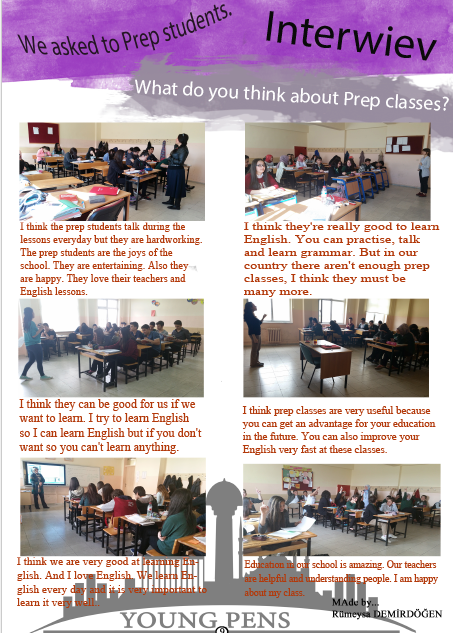 We asked to Prep students.
Interwiev
What do you think about Prep classes?
I think the prep students talk during the
lessons everyday but they are hardworking.
The prep students are the joys of the
school. They are entertaining. Also they
are happy. They love their teachers and
English lessons.
I think they're really good to learn
English. You can practise, talk
and learn grammar. But in our
country there aren't enough prep
classes, I think they must be
many more.
I think they can be good for us if we
want to learn. I try to learn English
so I can learn English but if you don't
want so you can't learn anything.
I think prep classes are very useful because
you can get an advantage for your education
in the future. You can also improve your
English very fast at these classes.
I think we are very good at learning En-
glish. And I love English. We learn En-
glish every day and it is very important to
learn it very well..
Education in our school is amazing. Our teachers
are helpful and understanding people. I am happy
about my class.
MAde by...
Rümeysa DEMİRDÖĞEN
YOUNG PENS
9